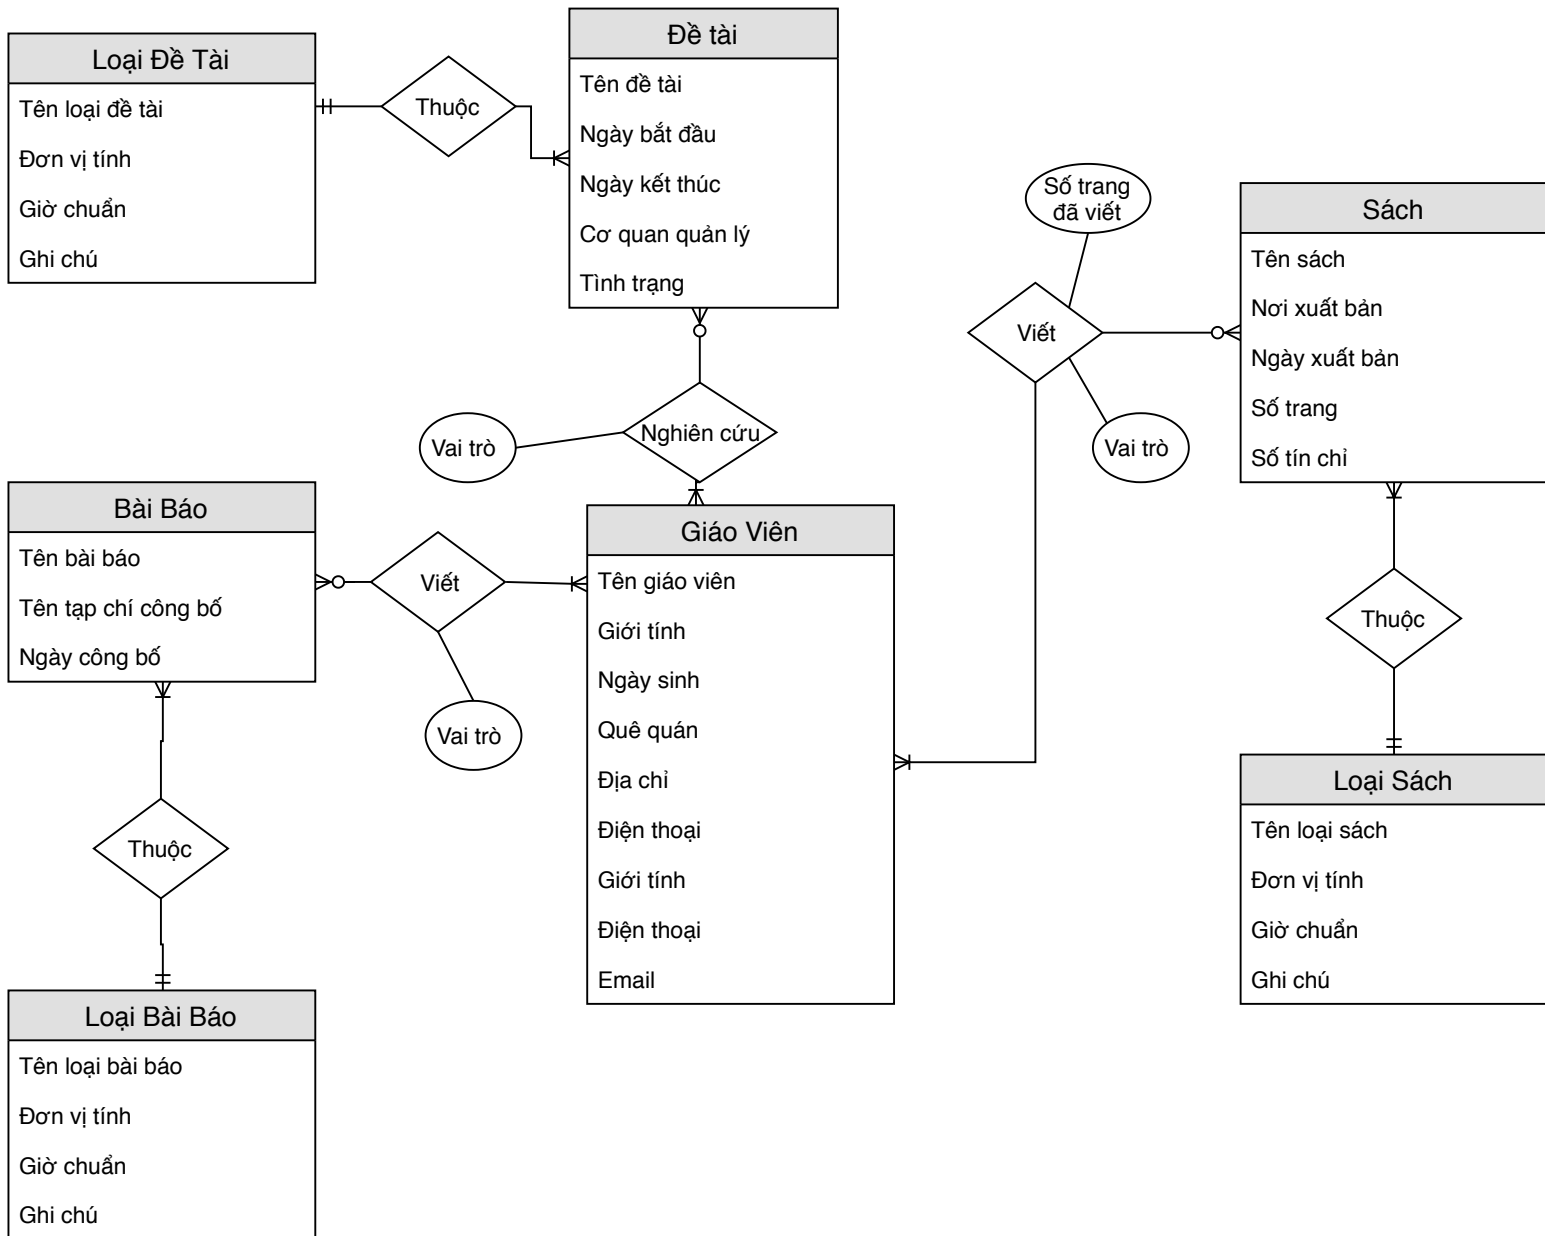 Loại Đề Tài
Tên loại đề tài
Đơn vị tính
Giờ chuẩn
Ghi chú
Thuộc
Đề tài
Tên đề tài
Ngày bắt đầu
Ngày kết thúc
Cơ quan quản lý
Tình trạng
Số trang
đã viết
Viết
Vai trò
Sách
Tên sách
Nơi xuất bản
Ngày xuất bản
Số trang
Số tín chỉ
Vai trò
Nghiên cứu
Bài Báo
Tên bài báo
Tên tạp chí công bố
Ngày công bố
Viết
Vai trò
Giáo Viên
Tên giáo viên
Giới tính
Ngày sinh
Quê quán
Địa chỉ
Điện thoại
Giới tính
Điện thoại
Email
Thuộc
Loại Sách
Tên loại sách
Đơn vị tính
Giờ chuẩn
Ghi chú
Thuộc
Loại Bài Báo
Tên loại bài báo
Đơn vị tính
Giờ chuẩn
Ghi chú